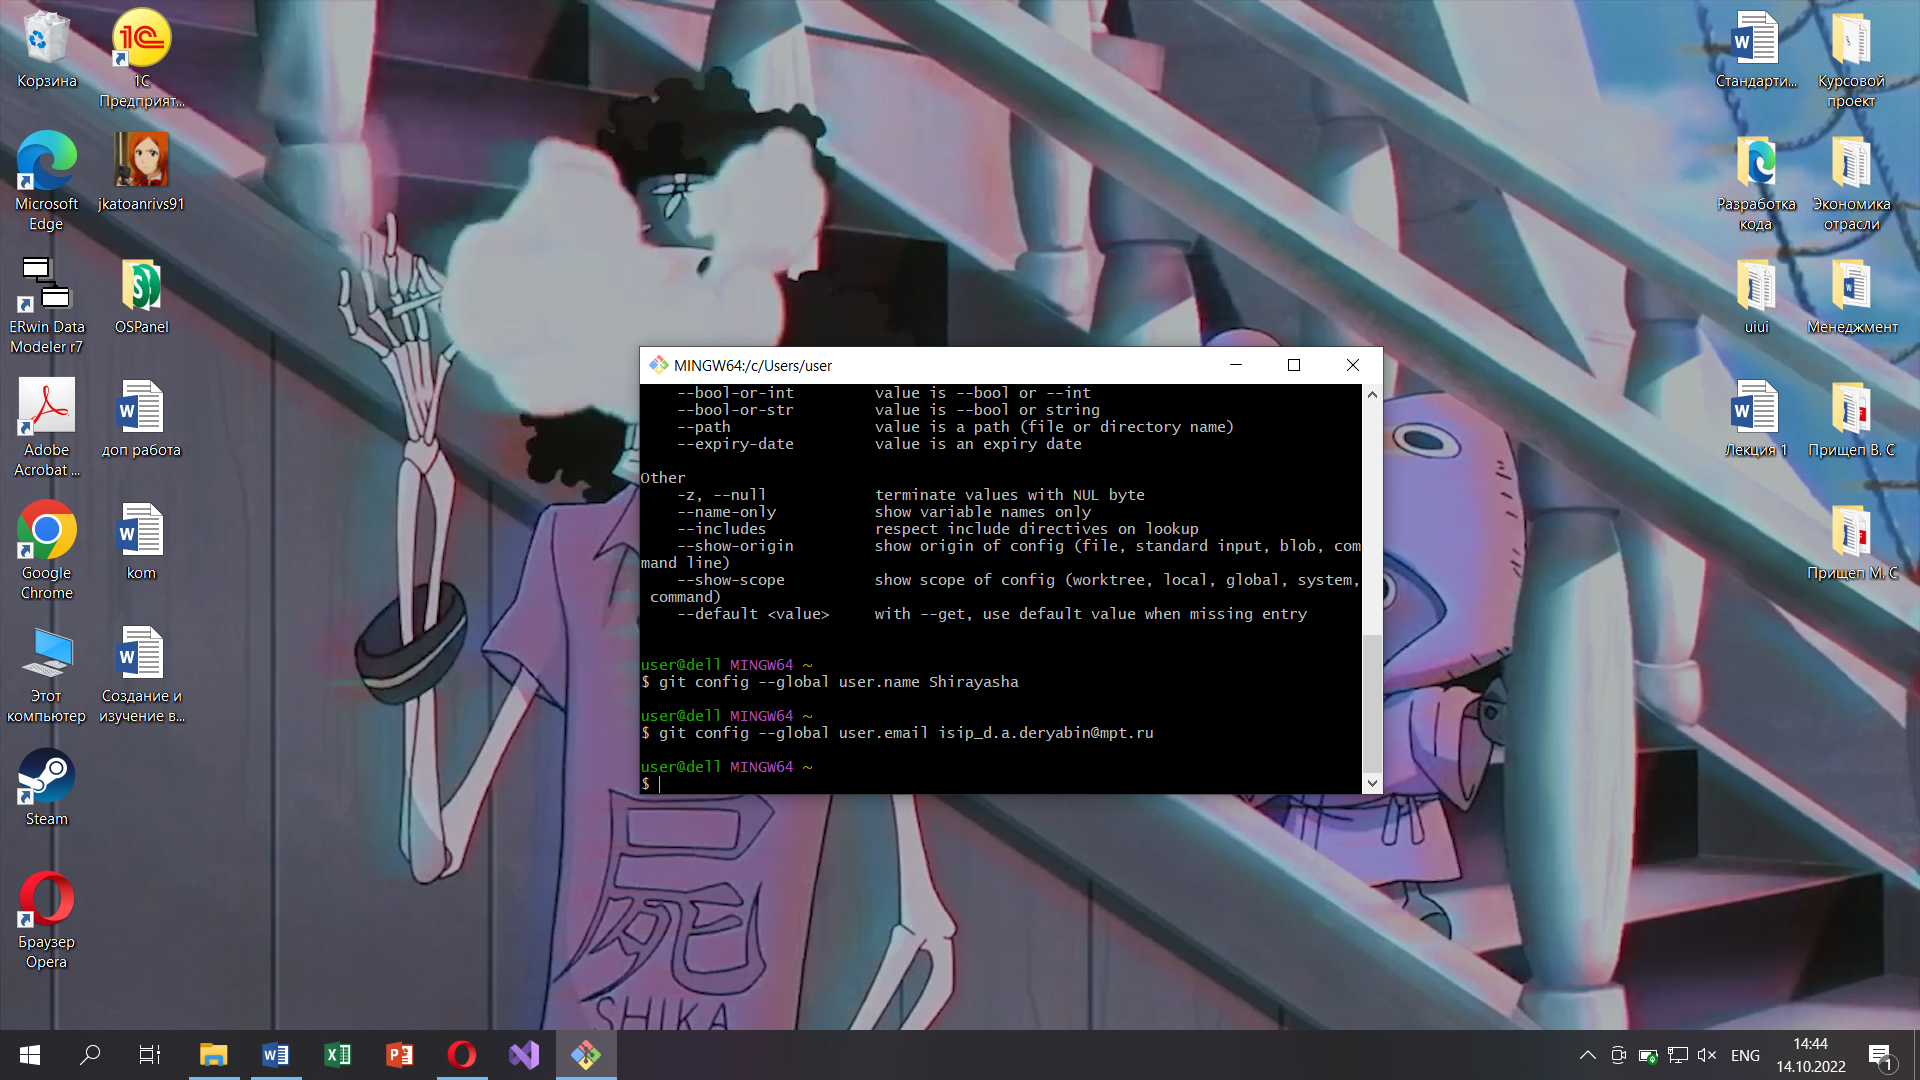 Корзина
1С
Предприят...
Microsoft
Edge
jkatoanrivs91
ERwin Data
Modeler r7
OSPanel
Adobe
Acrobat ...
доп работа
Google
Chrome
kom
Этот
компьютер
Создание и
изучение в...
Steam
Браузер
Opera
Стандарти...
Курсовой
проект
Разработка
кода
Экономика
отрасли
uiui
Менеджмент
Лекция 1
Прищеп В. С
Прищеп М. С
MINGW64:/c/Users/user
--bool-or-int value is --bool or --int
--bool-or-str value is --bool or string
--path value is a path (file or directory name)
--expiry-date value is an expiry date
Other
-z, --null terminate values with NUL byte
--name-only show variable names only
--includes respect include directives on lookup
--show-origin show origin of config (file, standard input, blob, com
mand line)
--show-scope show scope of config (worktree, local, global, system,
command)
--default <value> with --get, use default value when missing entry
user@dell MINGW64 ~
$ git config --global user.name Shirayasha
user@dell MINGW64 ~
$ git config --global user.email isip_d.a.deryabin@mpt.ru
user@dell MINGW64 ~
$
SHIKA
ENG
14:44
14.10.2022
1